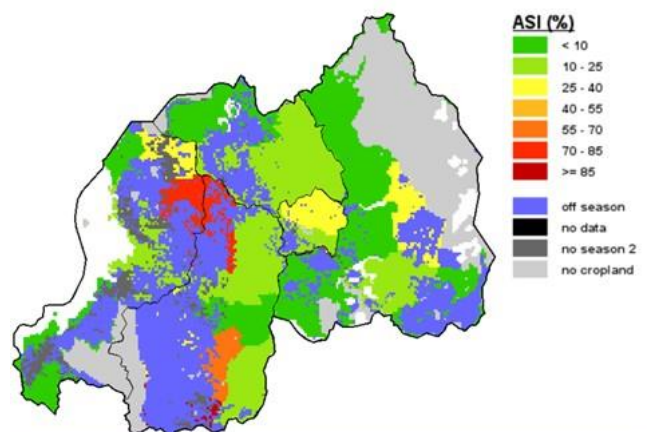 ASI (%)
< 10
10 - 25
25 - 40
40 - 55
55 - 70
70 - 85
>= 85
off season
no data
no season 2
no cropland